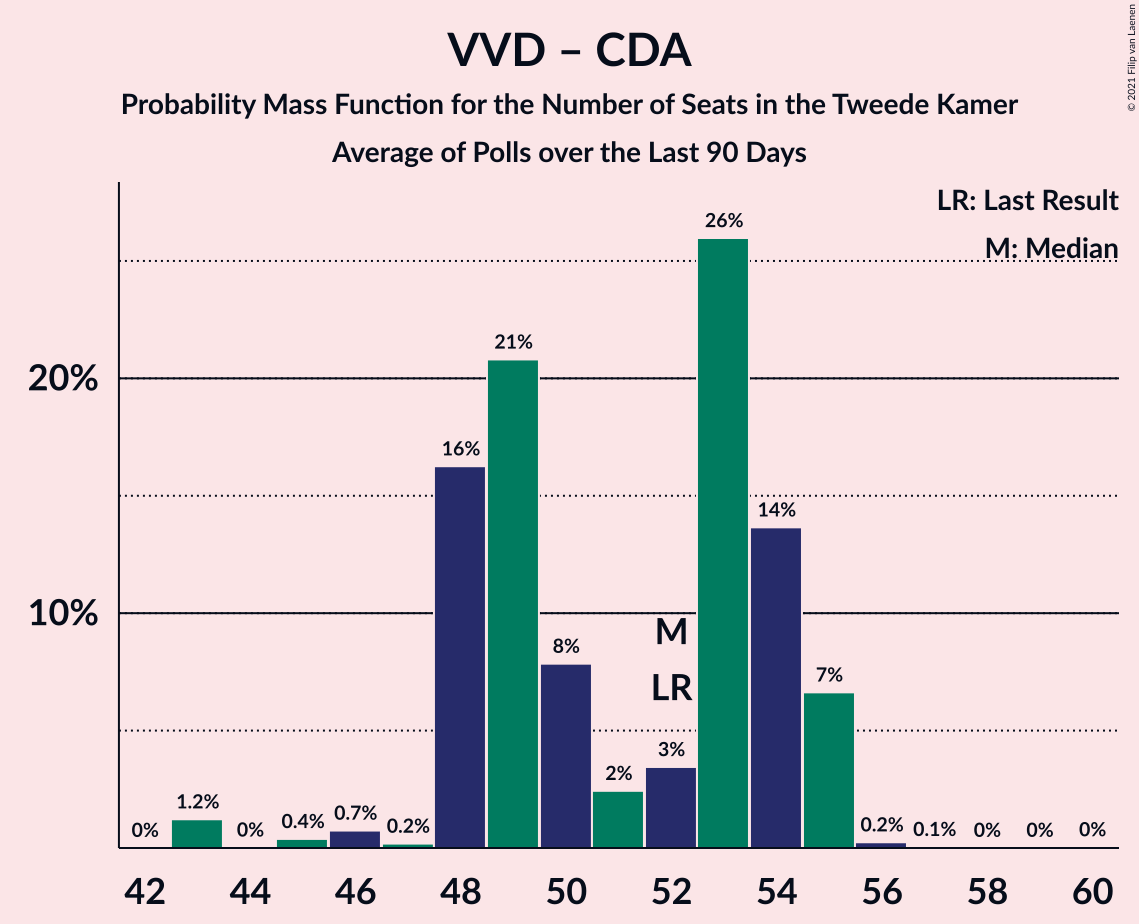 VVD – CDA
Probability Mass Function for the Number of Seats in the Tweede Kamer
Average of Polls over the Last 90 Days
© 2021 Filip van Laenen
LR: Last Result
M: Median
20%
10%
0%
1.2%
0%
0.4%
0.7%
0.2%
16%
21%
8%
2%
3%
26%
14%
7%
0.2%
0.1%
0%
0%
0%
M
LR
42 44 46 48 50 52 54 56 58 60